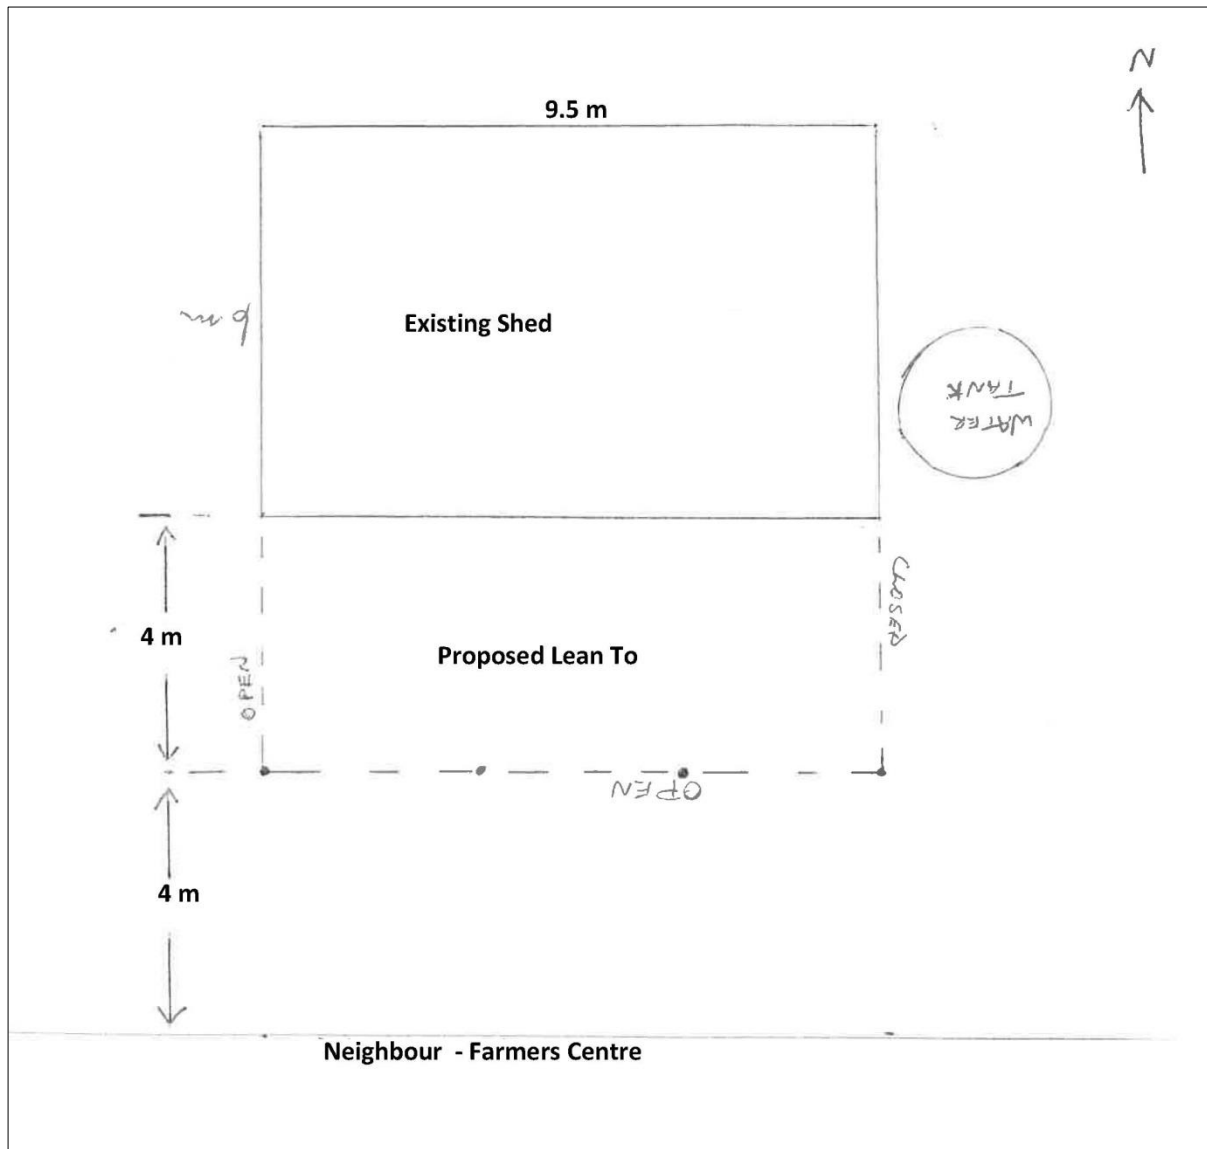 N
9.5 m
6 m
Existing Shed
WATER
TANK
CLOSED
4 m
Proposed Lean To
OPEN
OPEN
4 m
Neighbour - Farmers Centre